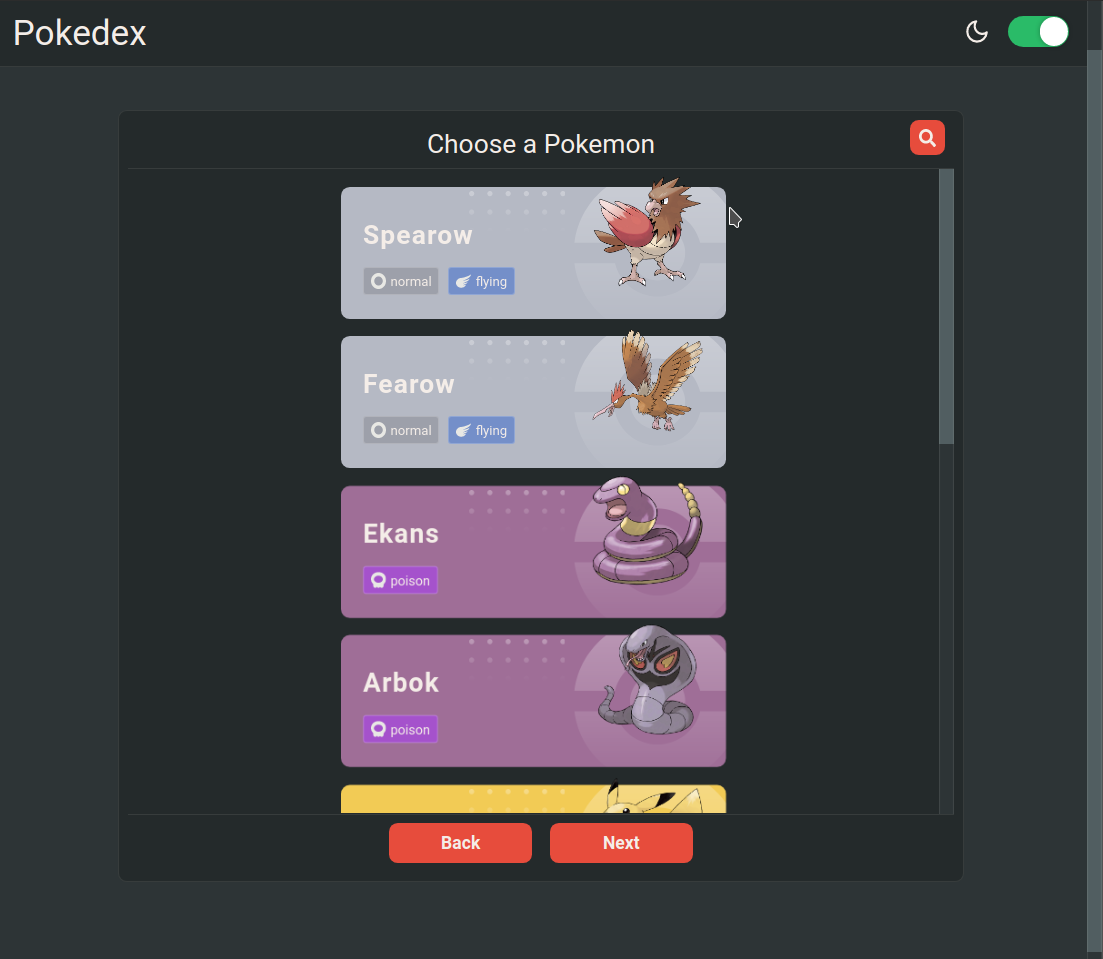 Pokedex
Choose a Pokemon
Spearow
normal flying
Fearow
normal flying
Ekans
poison
Arbok
poison
Back Next